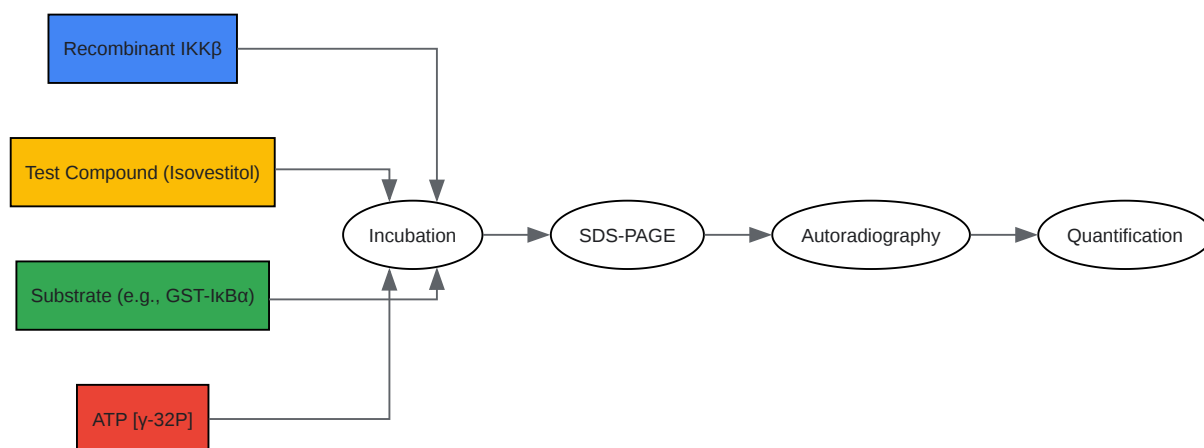 Recombinant IKKβ
Test Compound (Isovestitol)
Substrate (e.g., GST-IκBα)
ATP [γ-32P]
Incubation
SDS-PAGE
Autoradiography
Quantification